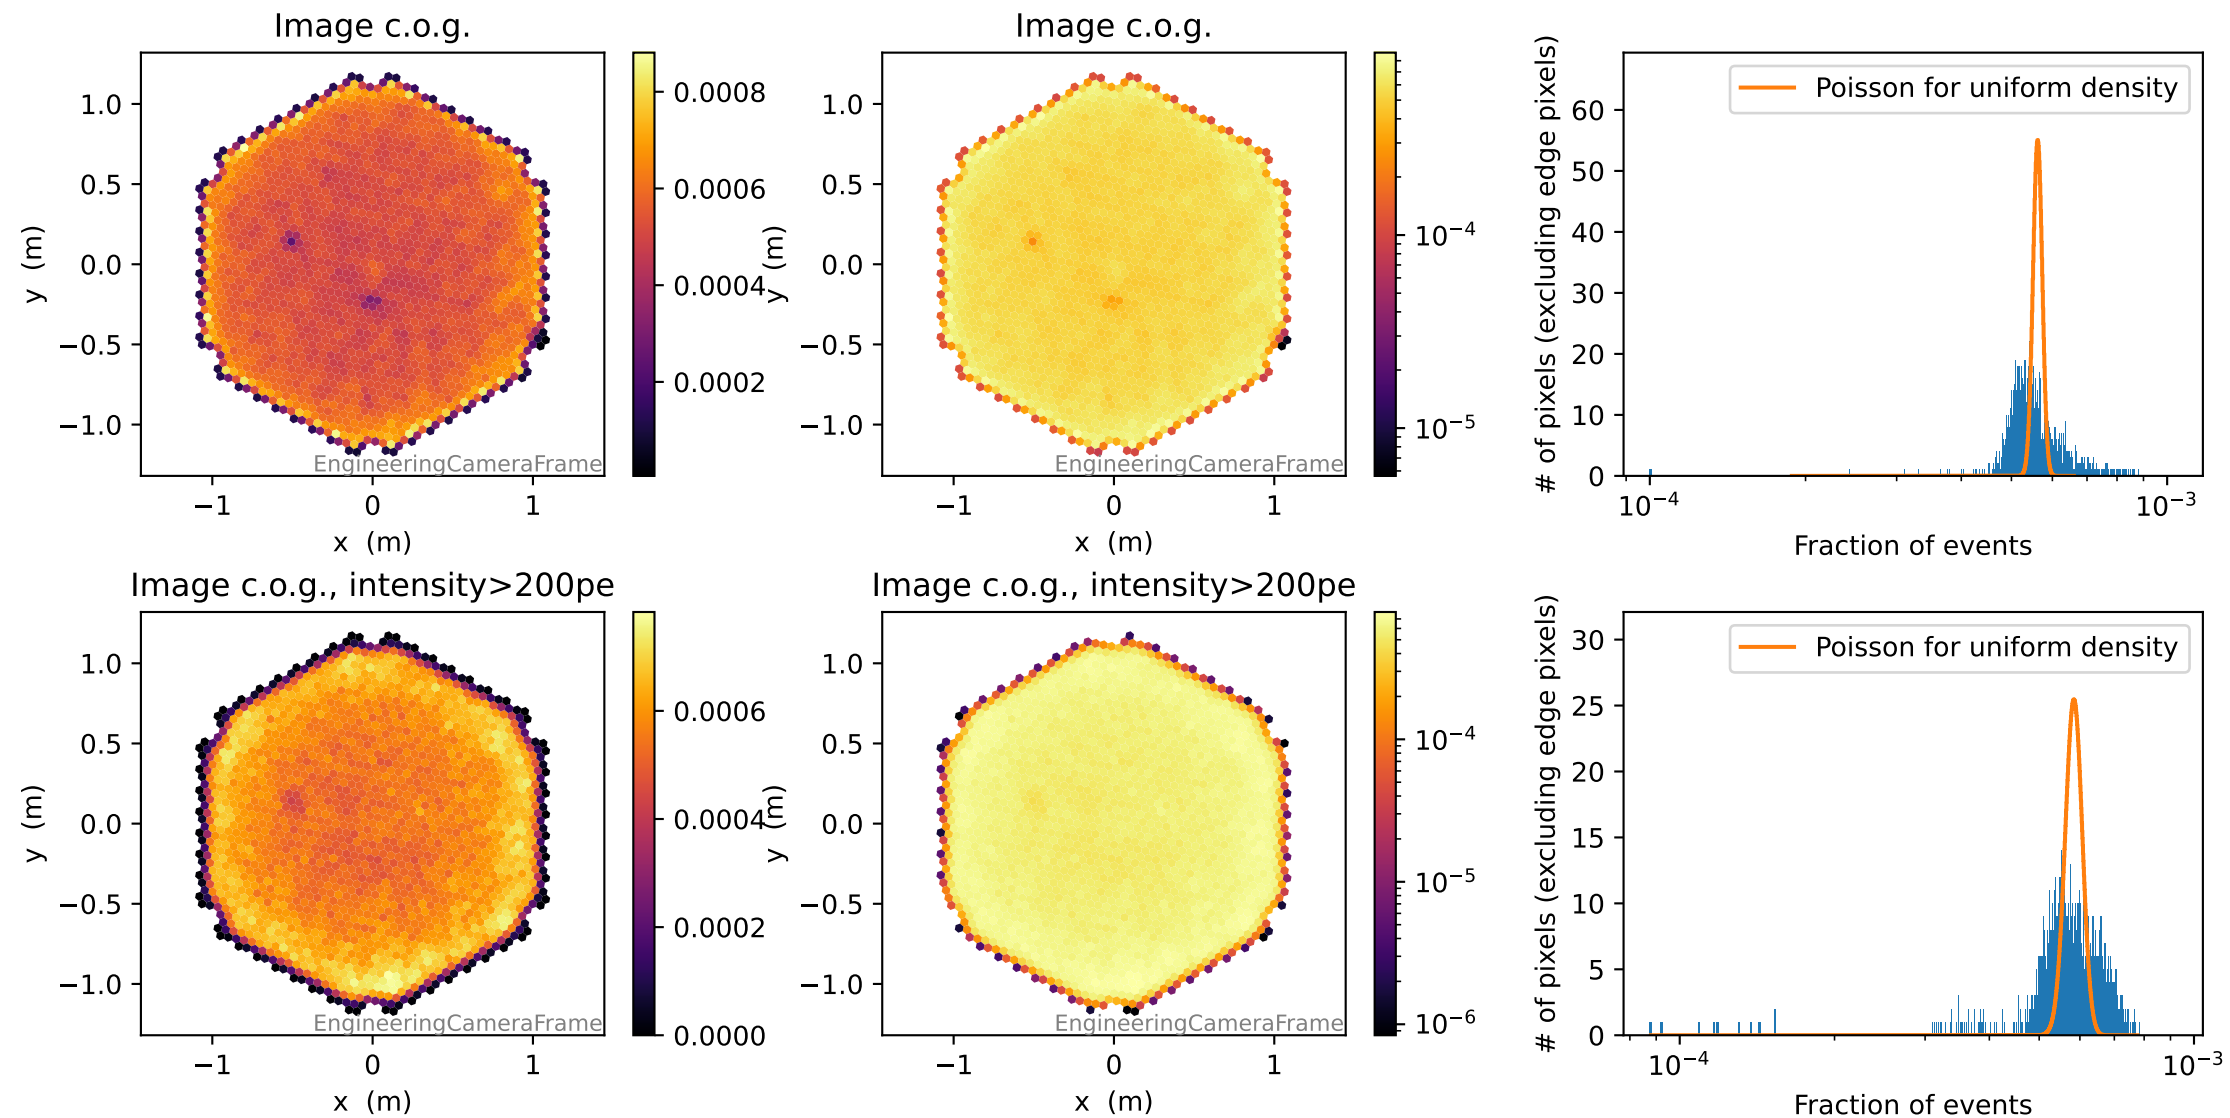 Image c.o.g.
1.0
0.5
0.0
−0.5
−1.0
y (m)
−1
0
1
x (m)
EngineeringCameraFrame
0.0008
0.0006
0.0004
0.0002
Image c.o.g.
1.0
0.5
0.0
−0.5
−1.0
y (m)
−1
0
1
x (m)
EngineeringCameraFrame
10⁻⁴
10⁻⁵
# of pixels (excluding edge pixels)
60
50
40
30
20
10
0
Poisson for uniform density
10⁻⁴
10⁻³
Fraction of events
Image c.o.g., intensity>200pe
1.0
0.5
0.0
−0.5
−1.0
y (m)
−1
0
1
x (m)
EngineeringCameraFrame
0.0006
0.0004
0.0002
0.0000
Image c.o.g., intensity>200pe
1.0
0.5
0.0
−0.5
−1.0
y (m)
−1
0
1
x (m)
EngineeringCameraFrame
10⁻⁴
10⁻⁵
10⁻⁶
# of pixels (excluding edge pixels)
30
25
20
15
10
5
0
Poisson for uniform density
10⁻⁴
10⁻³
Fraction of events